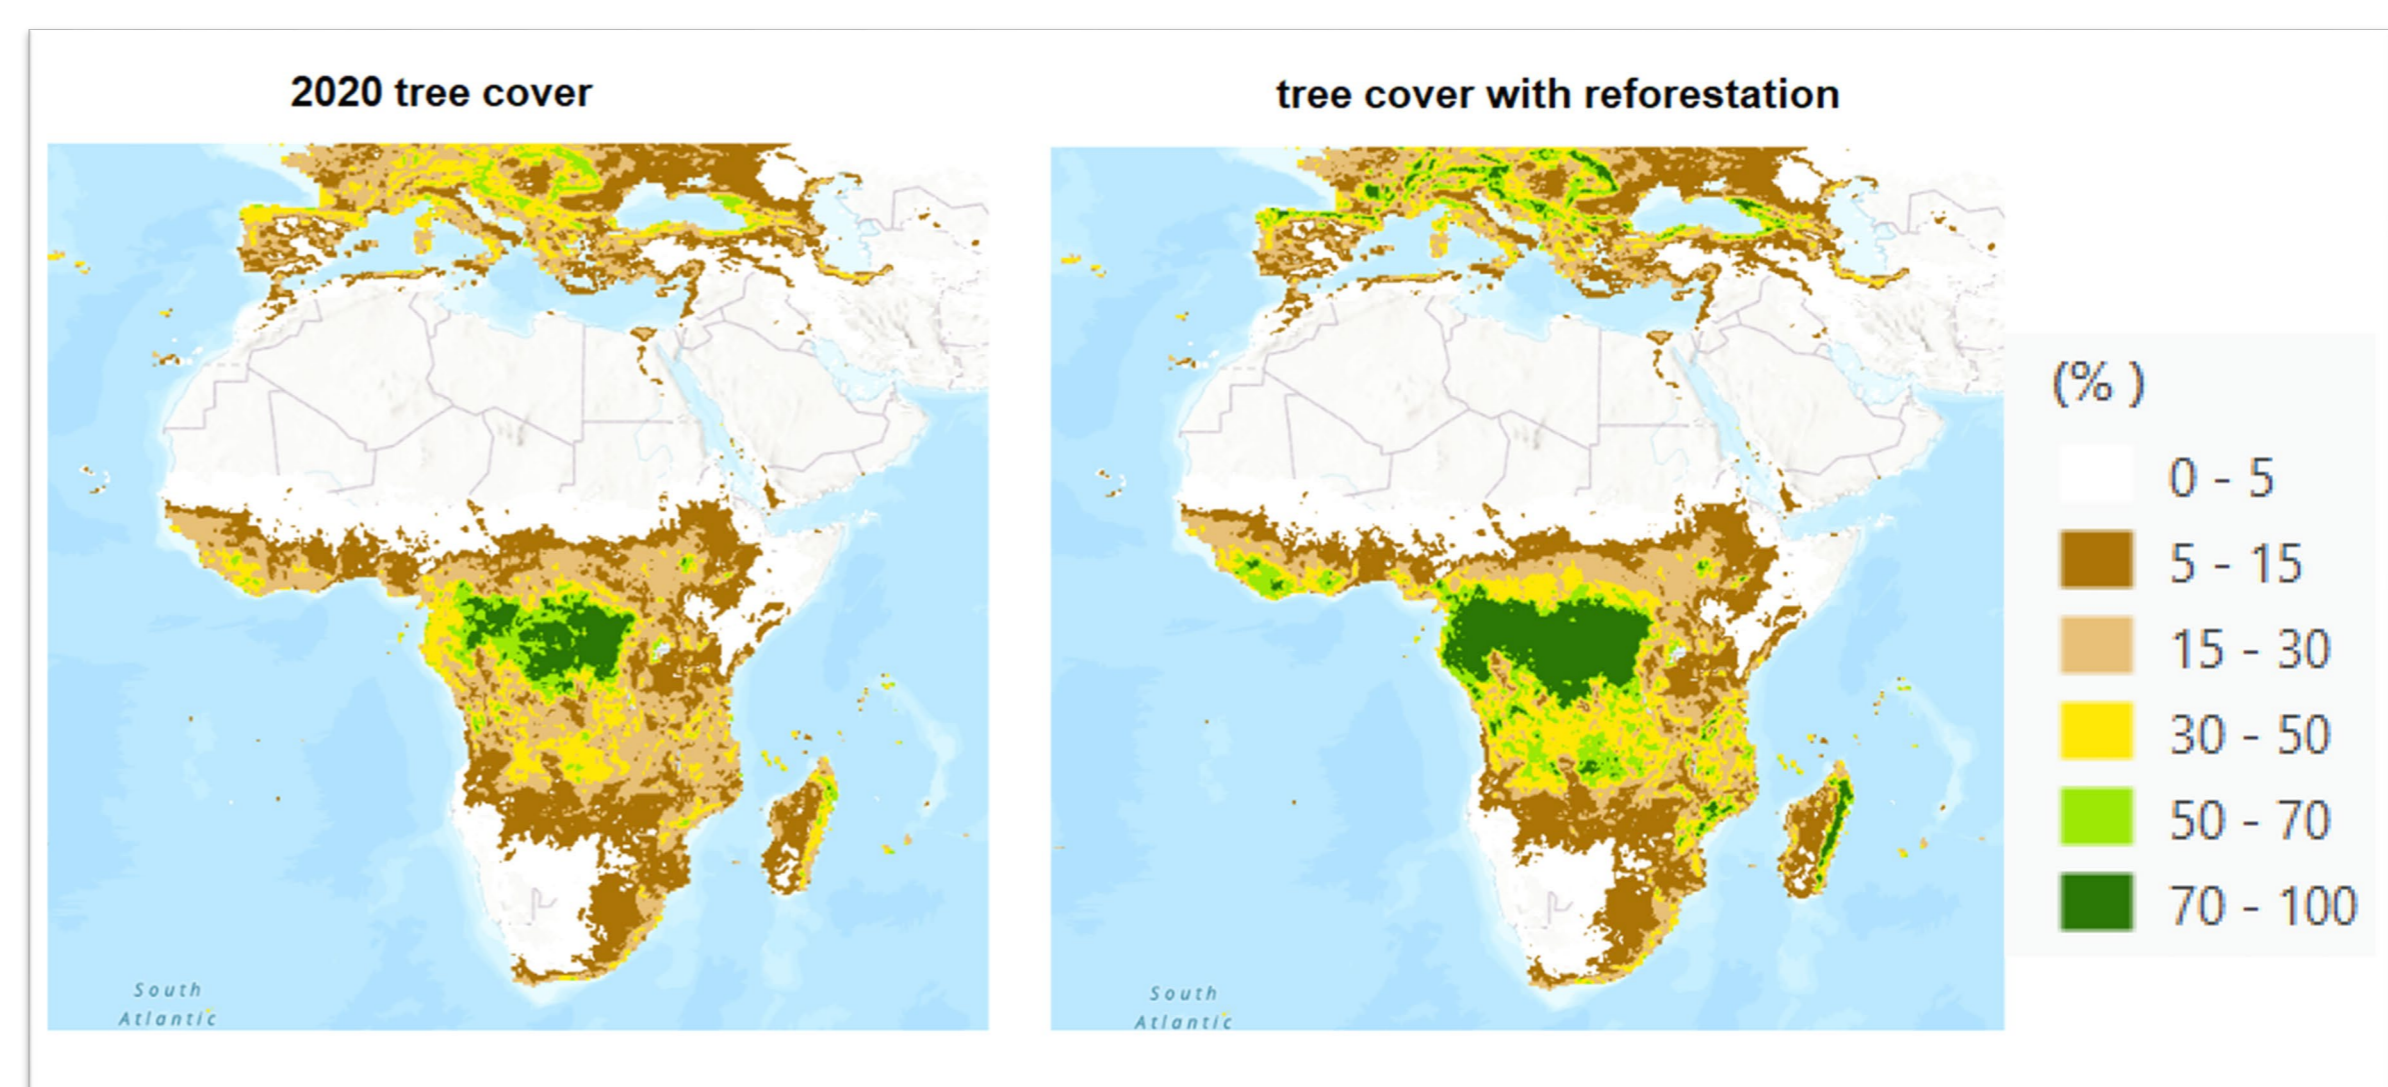 2020 tree cover
tree cover with reforestation
(% )
0 - 5
5 - 15
15 - 30
30 - 50
50 - 70
70 - 100
South
Atlantic
South
Atlantic